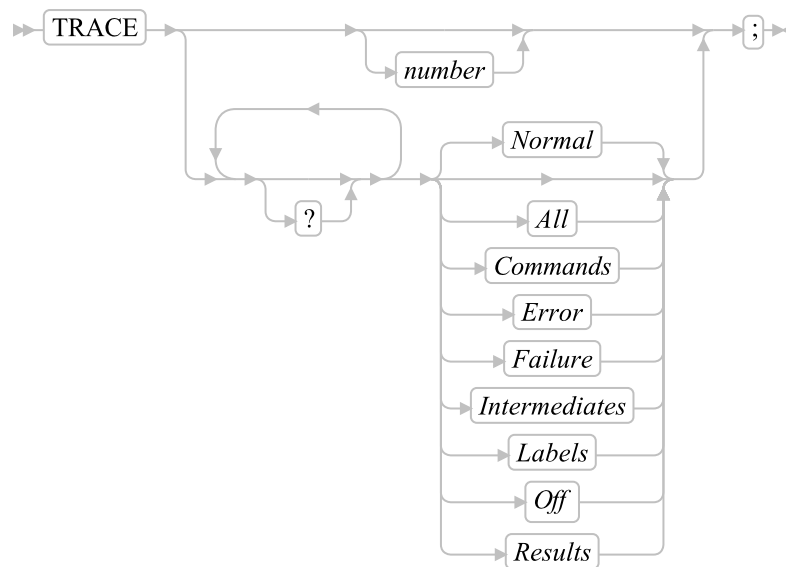 TRACE ;
number
Normal
?
All
Commands
Error
Failure
Intermediates
Labels
Off
Results